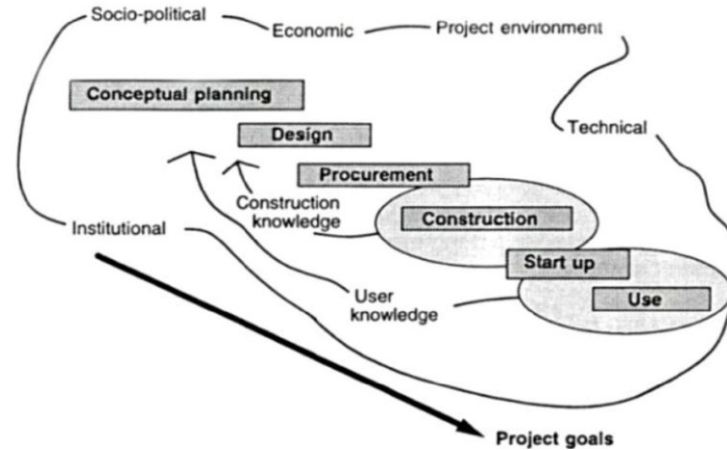 Socio-political
Economic
Project environment
Conceptual planning
Design
Technical
Procurement
Construction
knowledge
Construction
Institutional
Start up
User
knowledge
Use
Project goals